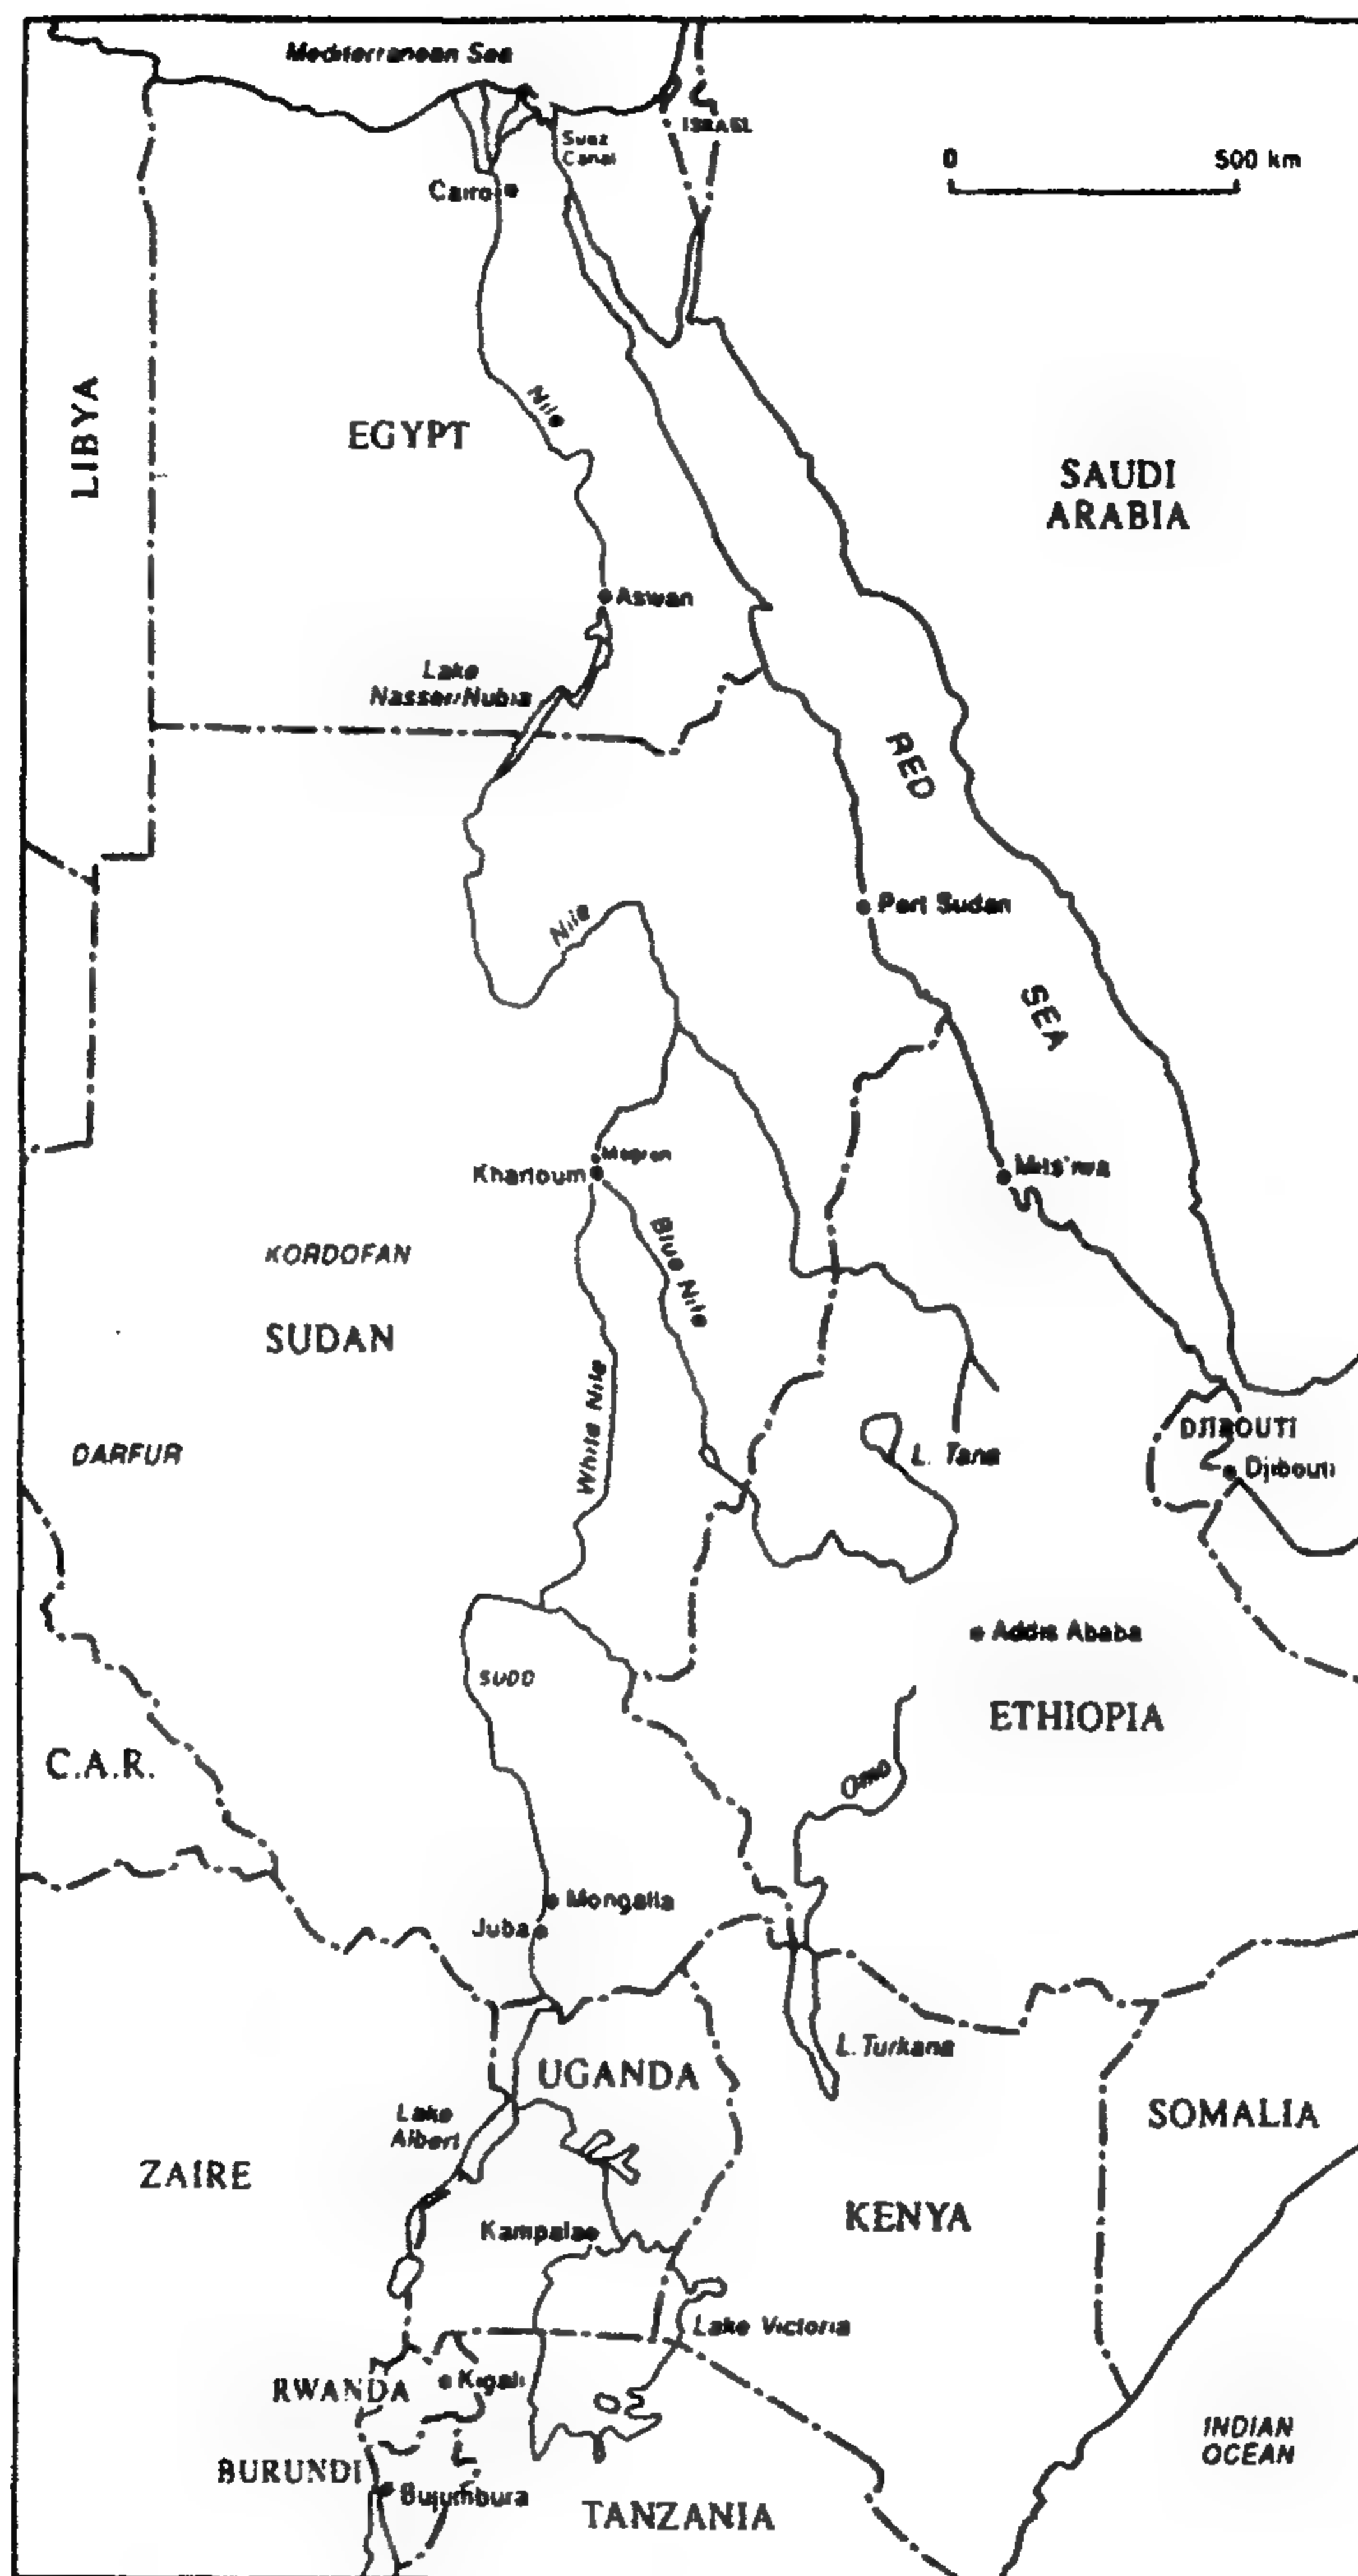 Mediterranean Sea
ISRAEL
Suez
Canal
0 500 km
Cairo
LIBYA
Nile
EGYPT
SAUDI
ARABIA
Aswan
Lake
Nasser/Nubia
RED
SEA
Port Sudan
Nile
Mogren
Khartoum
KORDOFAN
Blue Nile
SUDAN
White Nile
DARFUR
L. Tana
DJIBOUTI
Djibouti
Addis Ababa
SUDD
ETHIOPIA
C.A.R.
Omo
Mongalla
Juba
L. Turkana
UGANDA
Lake
Albert
SOMALIA
ZAIRE
KENYA
Kampala
Lake Victoria
RWANDA
Kigali
INDIAN
OCEAN
BURUNDI
Bujumbura
TANZANIA